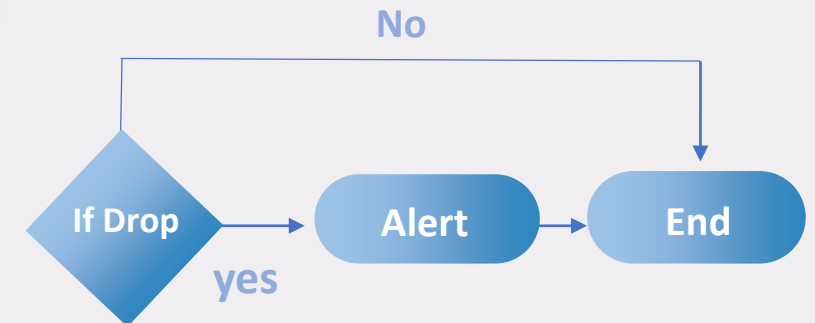 No
If Drop
Alert
End
yes